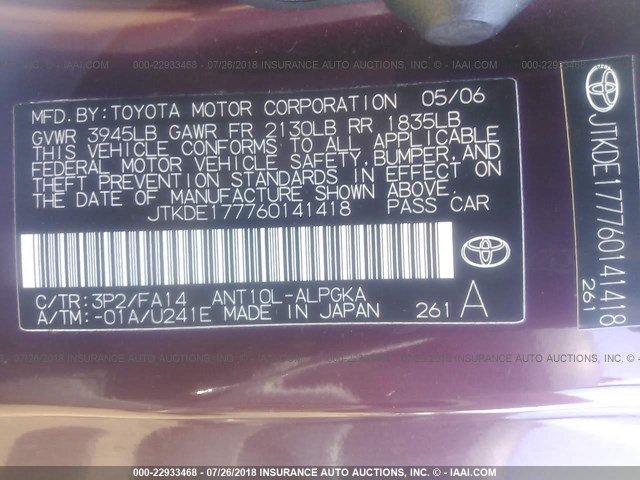 000-22933468 - 07/26/2018 INSURANCE AUTO AUCTIONS, INC. - © IAAI.COM
MFD. BY: TOYOTA MOTOR CORPORATION 05/06
GVWR 3945LB GAWR FR 2130LB RR 1835LB
THIS VEHICLE CONFORMS TO ALL APPLICABLE
FEDERAL MOTOR VEHICLE SAFETY, BUMPER, AND
THEFT PREVENTION STANDARDS IN EFFECT ON
THE DATE OF MANUFACTURE SHOWN ABOVE.
JTKDE177760141418 PASS CAR
C/TR: 3P2/FA14 ANT10L-ALPGKA
A/TM: -01A/U241E MADE IN JAPAN 261 A
JTKDE177760141418
261
000-22933468 - 07/26/2018 INSURANCE AUTO AUCTIONS, INC. - © IAAI.COM